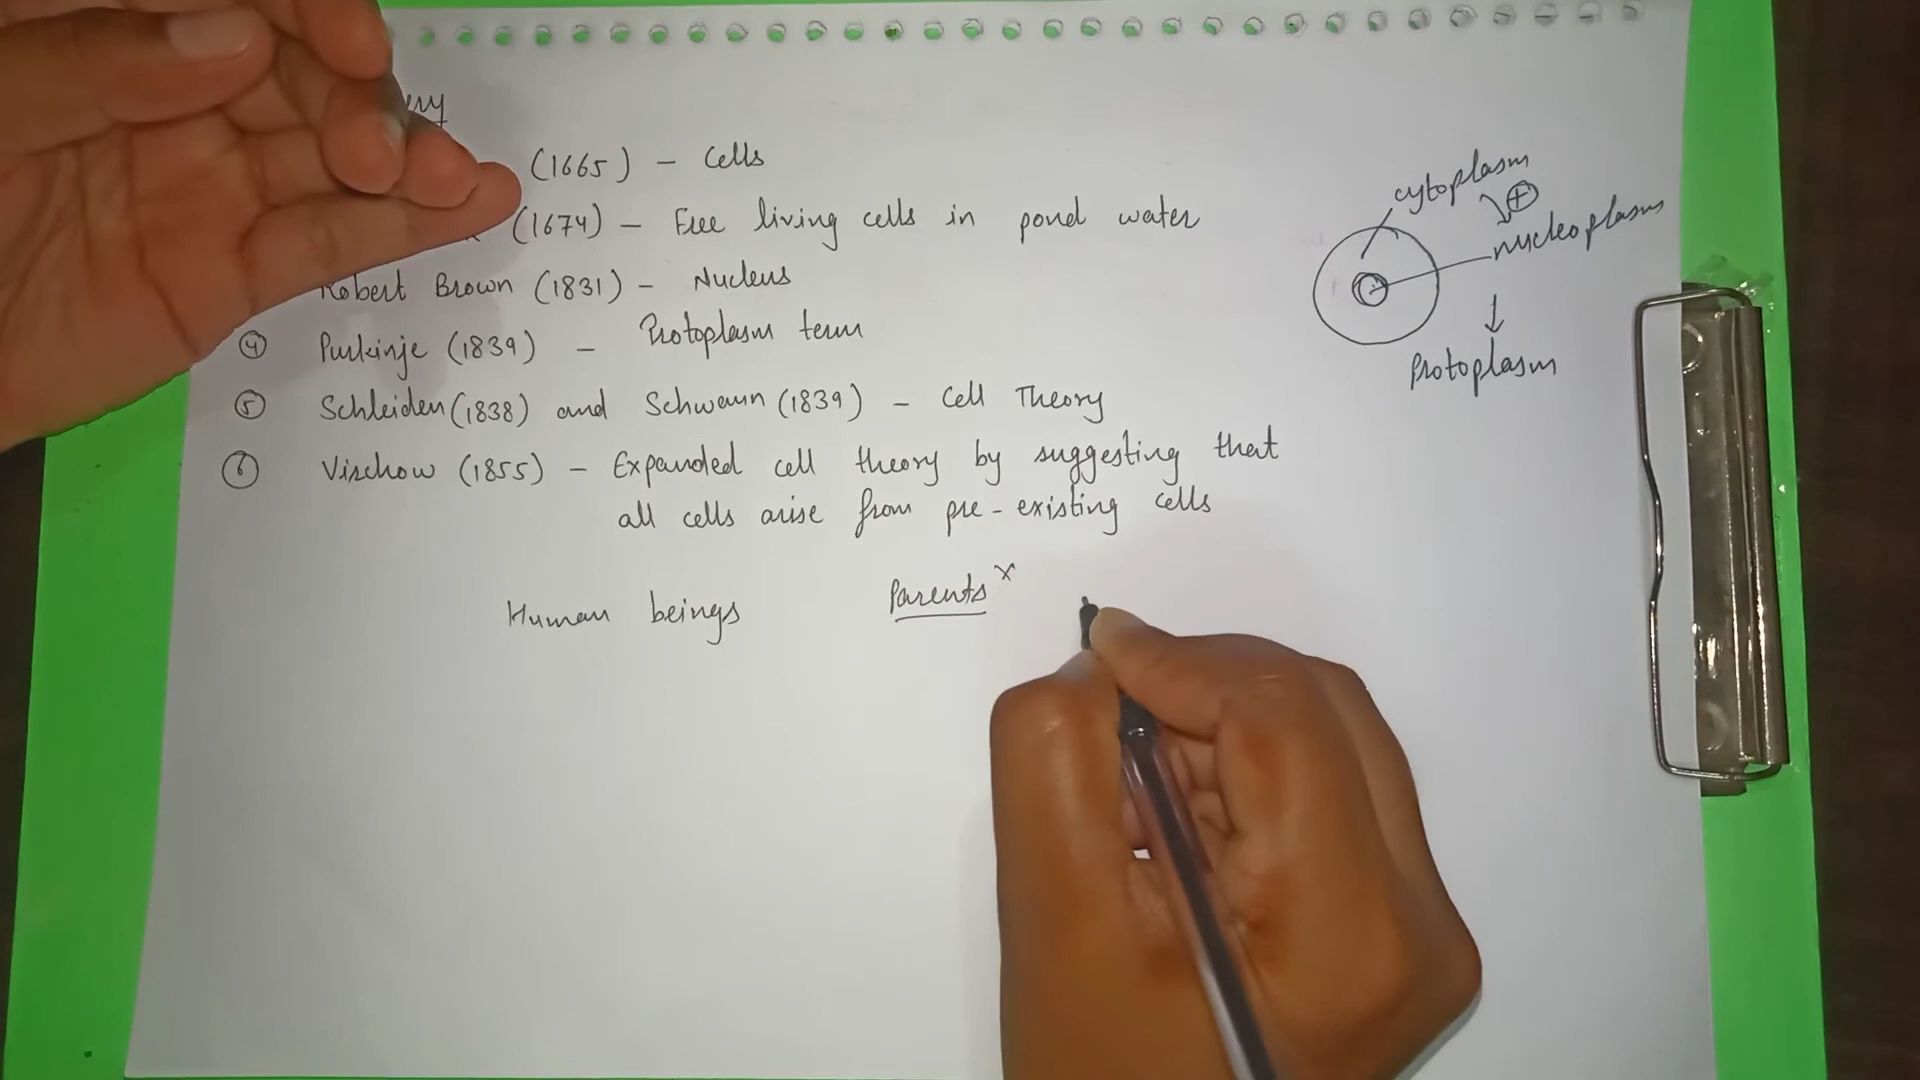 (1665) - Cells
(1674) - Free living cells in pond water
Robert Brown (1831) - Nucleus
④ Purkinje (1839) - Protoplasm term
⑤ Schleiden (1838) and Schwann (1839) - Cell Theory
⑥ Virchow (1855) - Expanded cell theory by suggesting that
all cells arise from pre-existing cells
Human beings Parents x
cytoplasm
+
nucleoplasm
Protoplasm